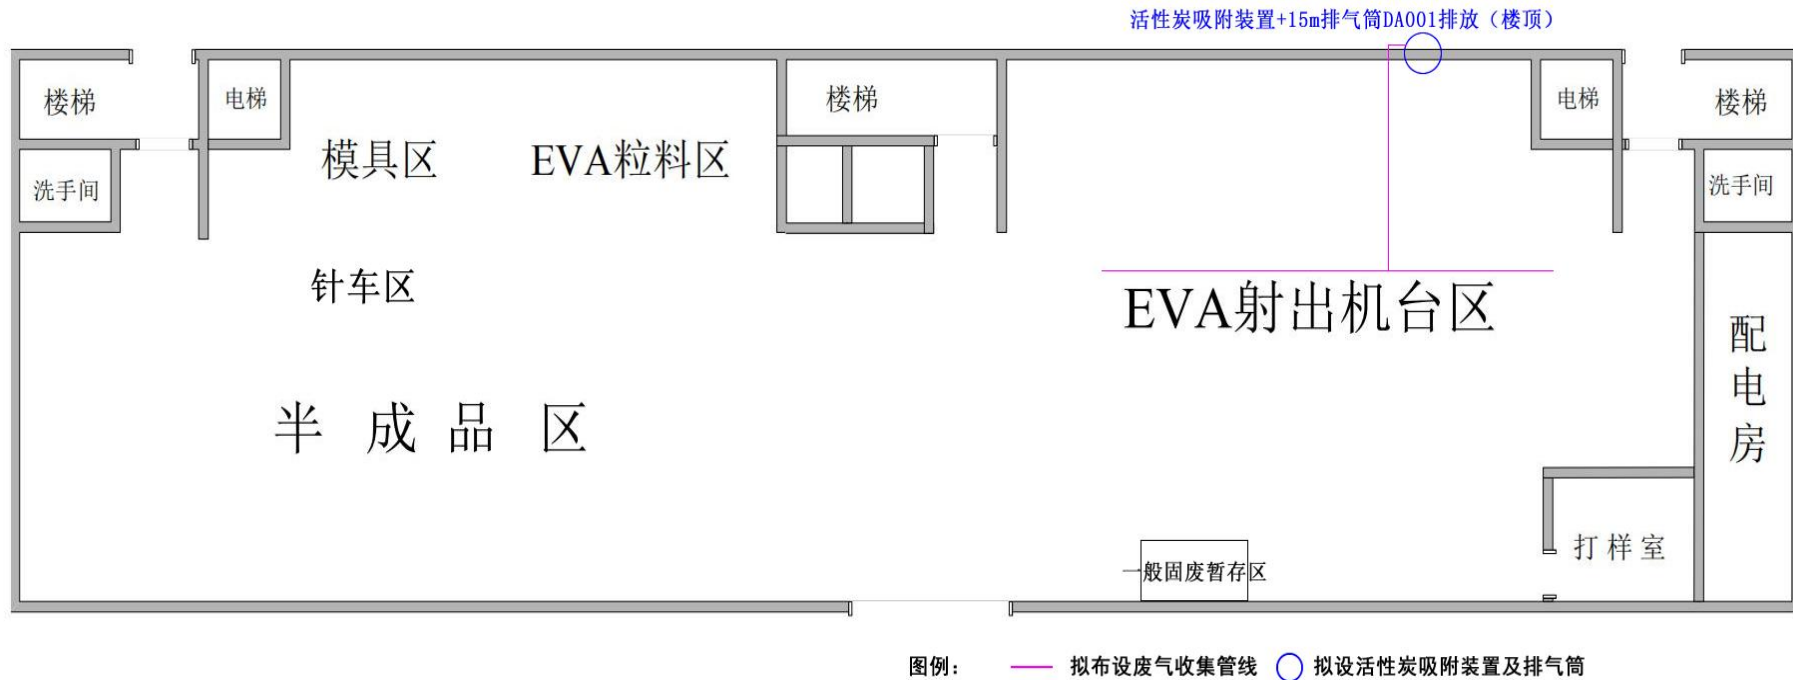 活性炭吸附装置+15m排气筒DA001排放（楼顶）
楼梯
电梯
楼梯
电梯
楼梯
模具区
EVA粒料区
洗手间
洗手间
针车区
EVA射出机台区
配电房
半成品区
打样室
一般固废暂存区
图例：
拟布设废气收集管线
拟设活性炭吸附装置及排气筒